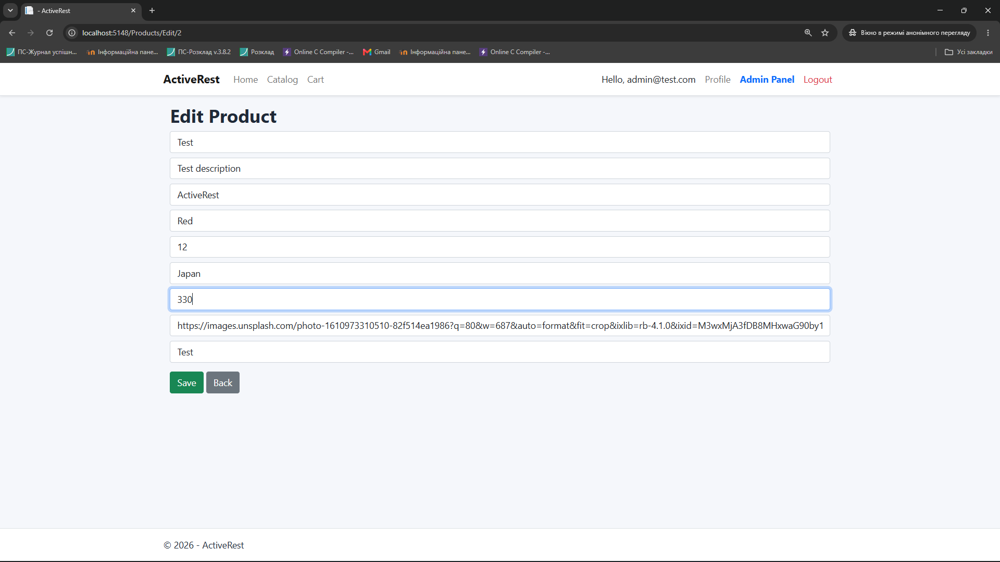 - ActiveRest
localhost:5148/Products/Edit/2
Вікно в режимі анонімного перегляду
ПС-Журнал успішн...
Інформаційна пане...
ПС-Розклад v.3.8.2
Розклад
Online C Compiler -...
Gmail
Інформаційна пане...
Online C Compiler -...
Усі закладки
ActiveRest Home Catalog Cart Hello, admin@test.com Profile Admin Panel Logout
Edit Product
Test
Test description
ActiveRest
Red
12
Japan
330
https://images.unsplash.com/photo-1610973310510-82f514ea1986?q=80&w=687&auto=format&fit=crop&ixlib=rb-4.1.0&ixid=M3wxMjA3fDB8MHxwaG90by1
Test
Save Back
© 2026 - ActiveRest